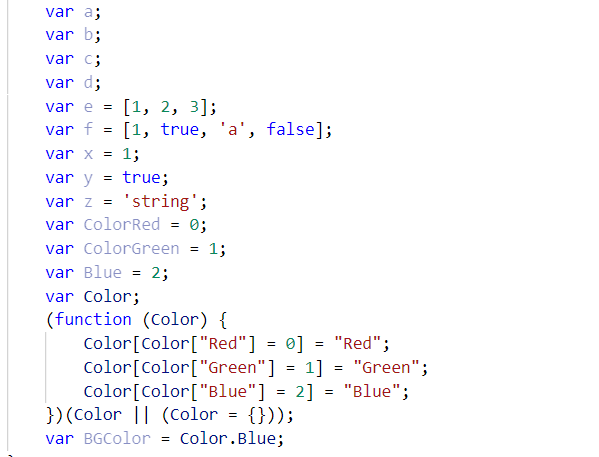 var a;
var b;
var c;
var d;
var e = [1, 2, 3];
var f = [1, true, 'a', false];
var x = 1;
var y = true;
var z = 'string';
var ColorRed = 0;
var ColorGreen = 1;
var Blue = 2;
var Color;
(function (Color) {
    Color[Color["Red"] = 0] = "Red";
    Color[Color["Green"] = 1] = "Green";
    Color[Color["Blue"] = 2] = "Blue";
})(Color || (Color = {}));
var BGColor = Color.Blue;